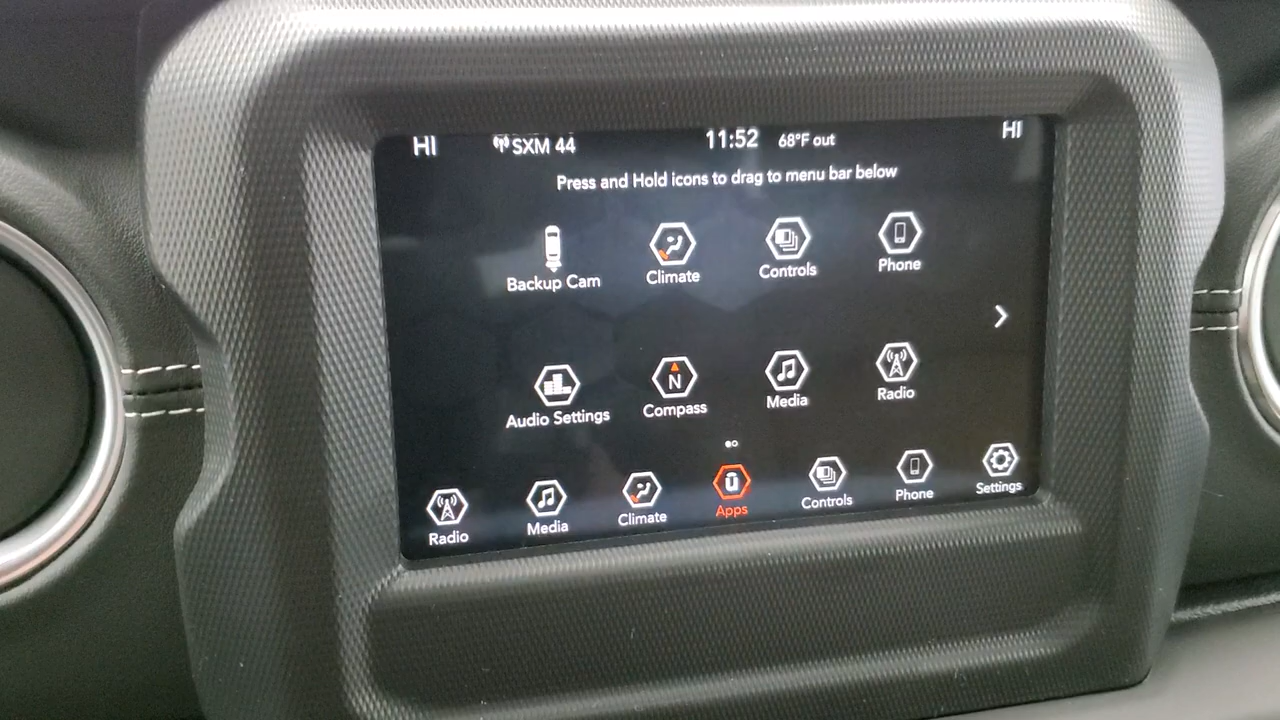 HI SXM 44 11:52 68°F out HI
Press and Hold icons to drag to menu bar below
Backup Cam Climate Controls Phone
Audio Settings N Compass Media Radio
Radio Media Climate ū Apps Controls Phone Settings